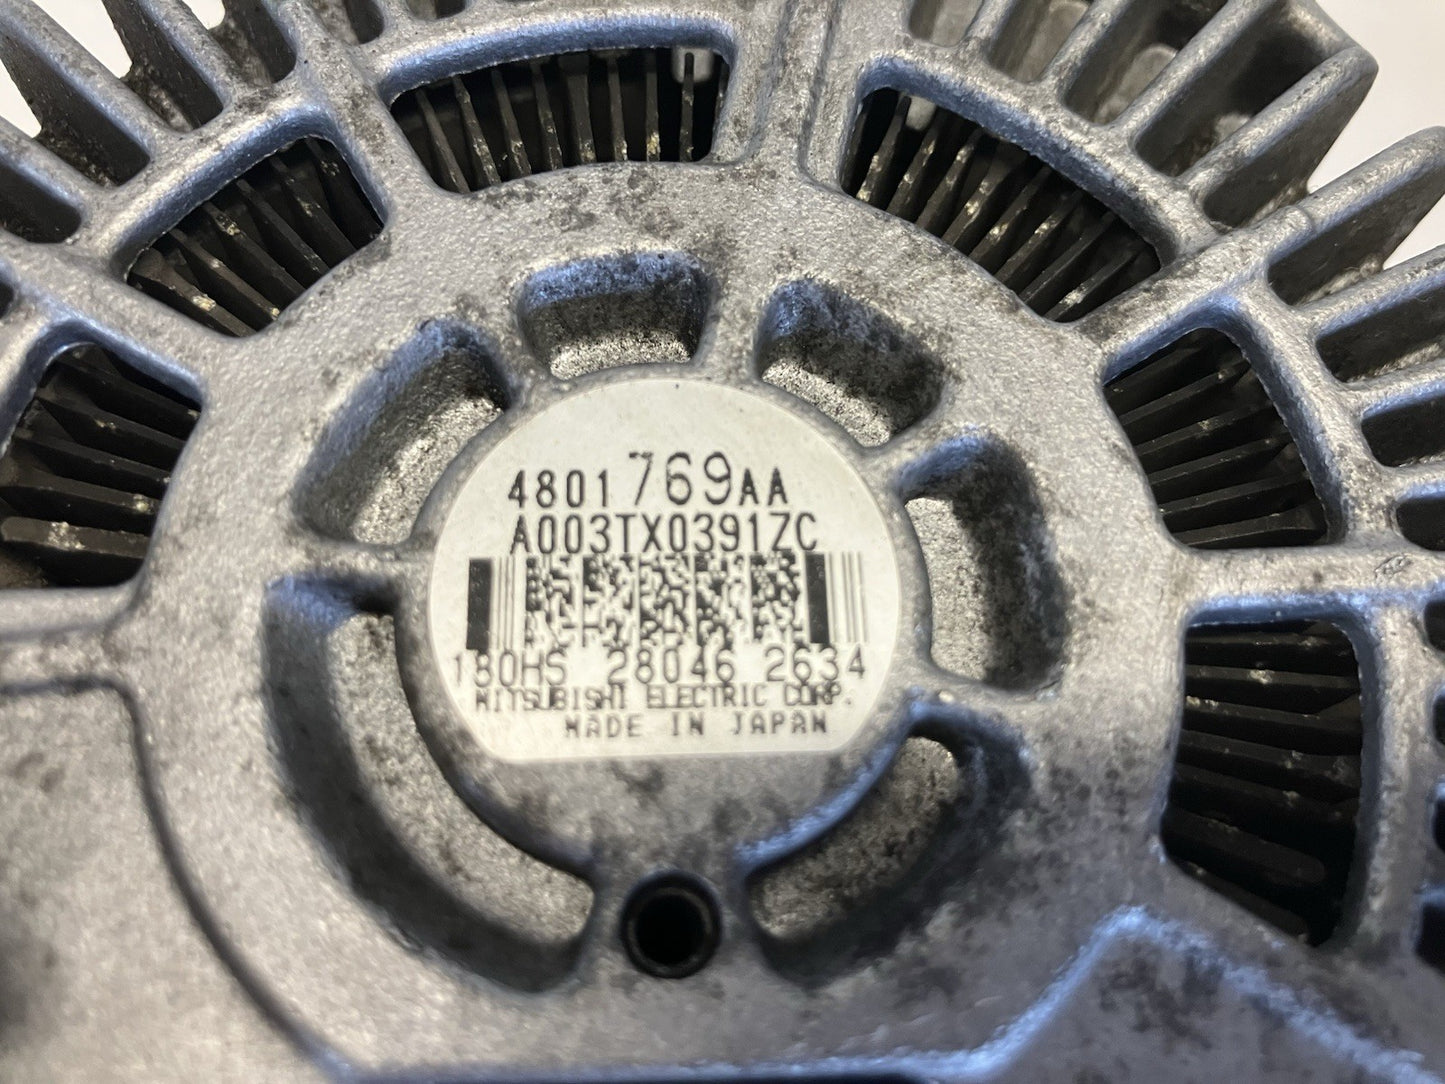 4801769AA
A003TX0391ZC
180HS 28046 2634
MITSUBISHI ELECTRIC CORP.
MADE IN JAPAN